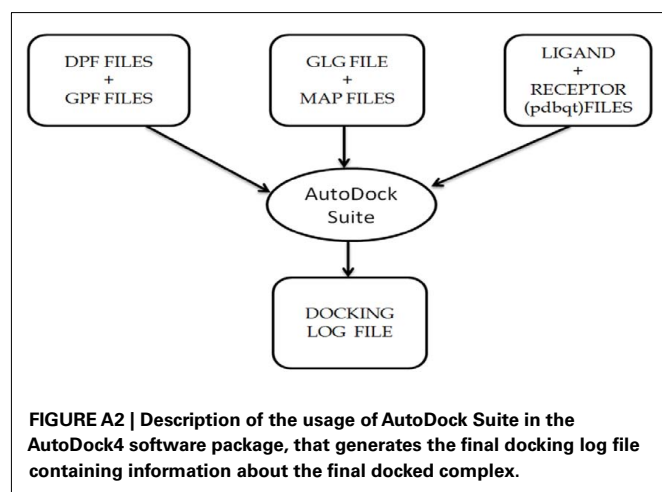 DPF FILES
+
GPF FILES
GLG FILE
+
MAP FILES
LIGAND
+
RECEPTOR
(pdbqt)FILES
AutoDock
Suite
DOCKING
LOG FILE
FIGURE A2 | Description of the usage of AutoDock Suite in the
AutoDock4 software package, that generates the final docking log file
containing information about the final docked complex.